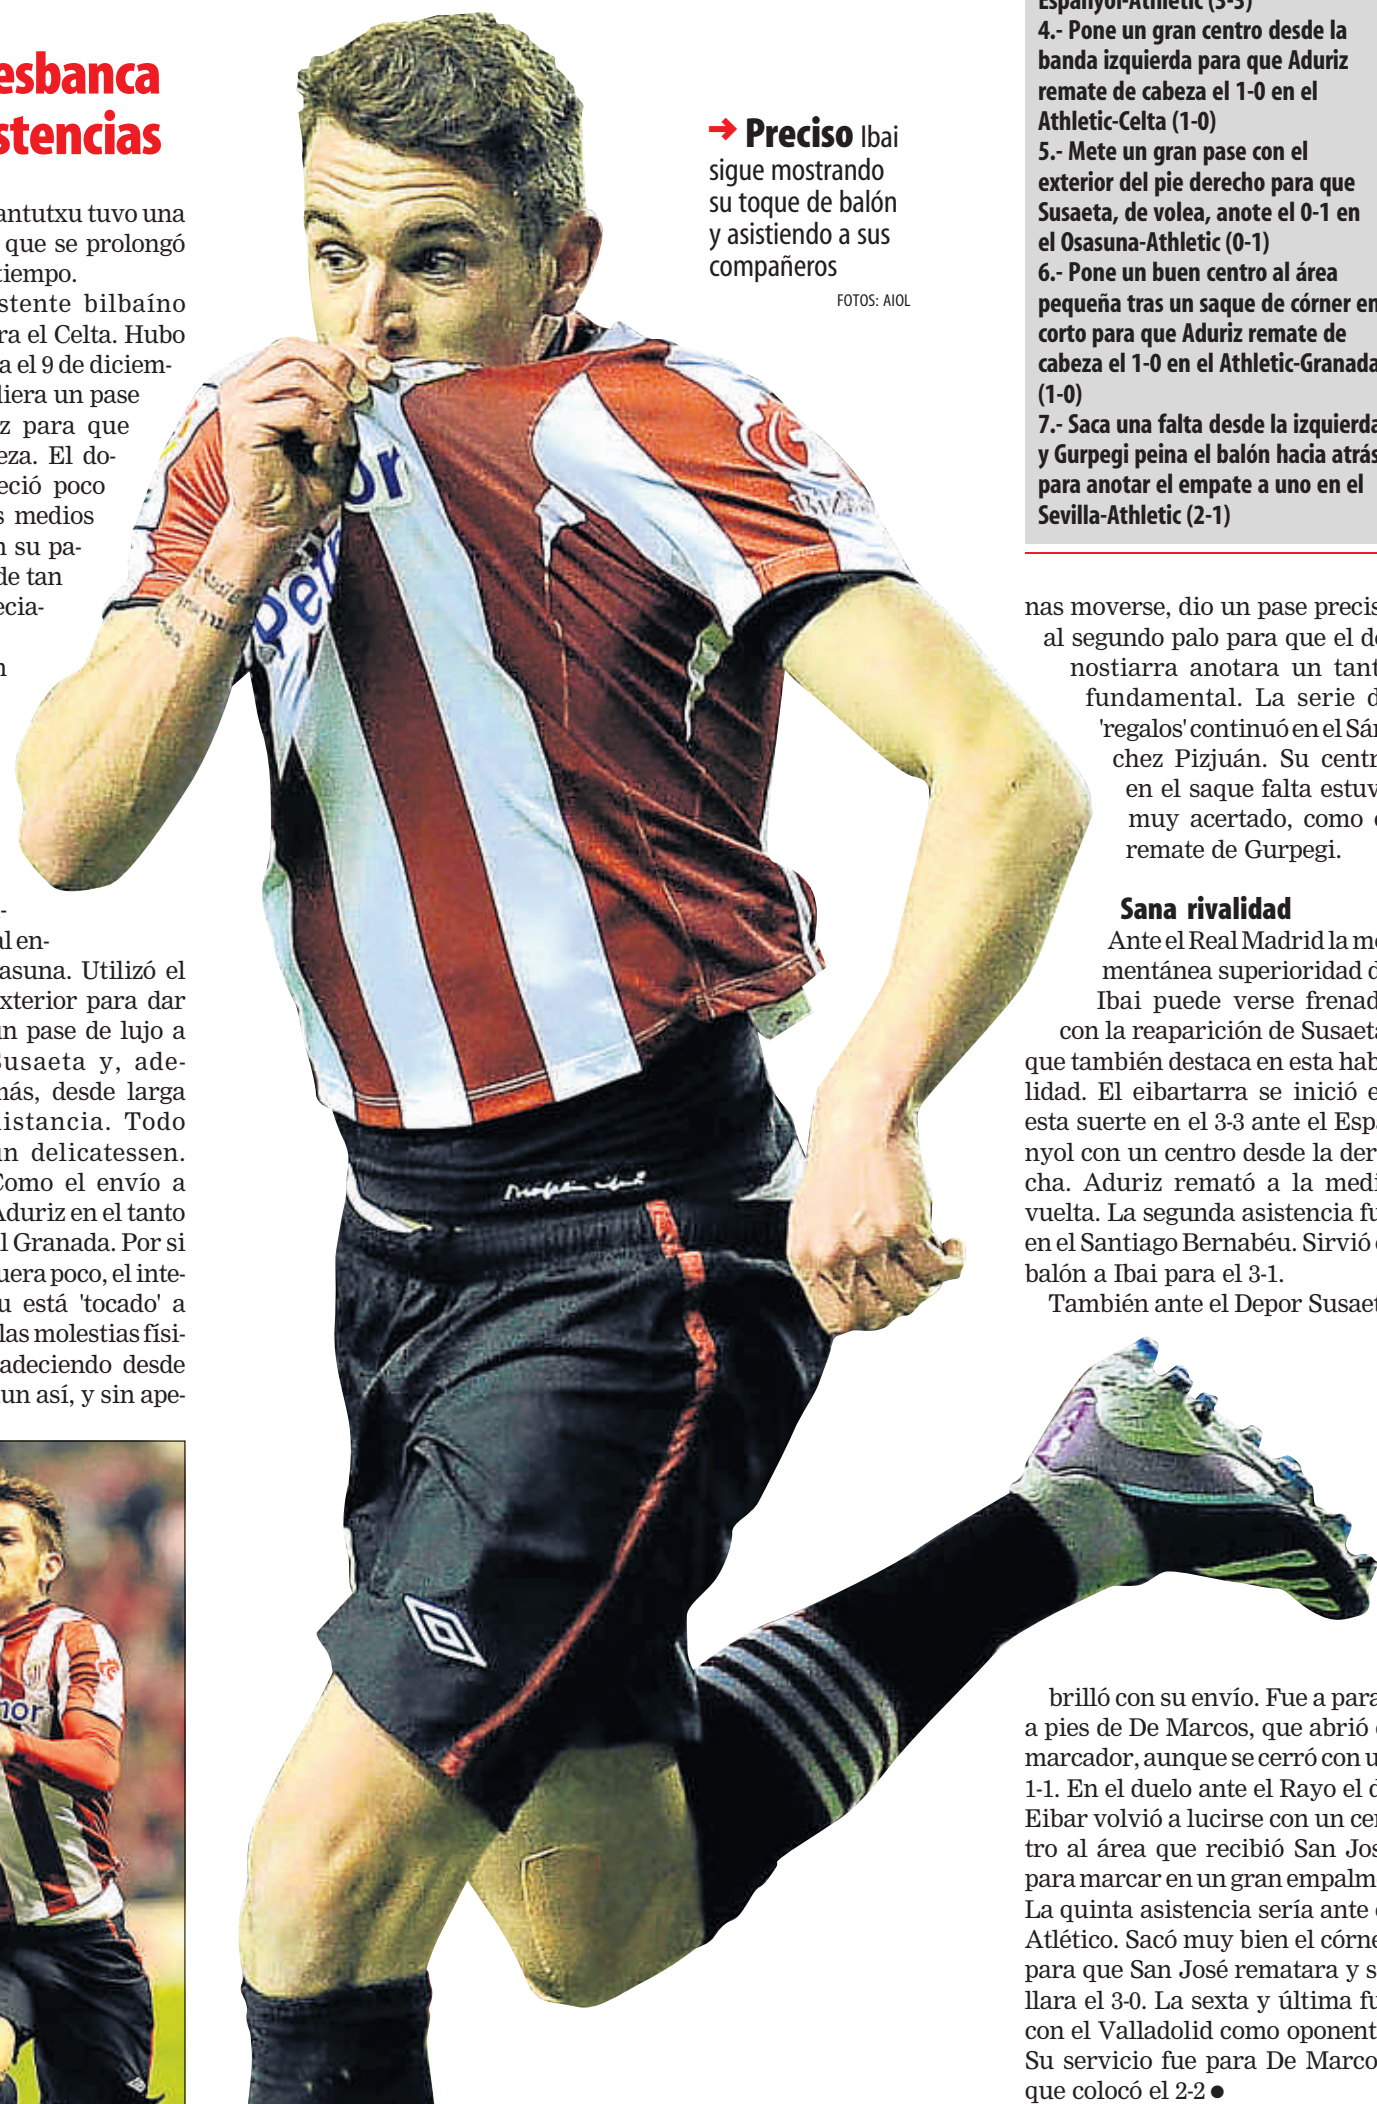 esbanca
stencias
antutxu tuvo una
que se prolongó
tiempo.
stente bilbaíno
ra el Celta. Hubo
a el 9 de diciem-
diera un pase
z para que
eza. El do-
eció poco
s medios
n su pa-
de tan
ecia-
n
-
al en-
asuna. Utilizó el
xterior para dar
un pase de lujo a
Susaeta y, ade-
más, desde larga
distancia. Todo
un delicatessen.
Como el envío a
Aduriz en el tanto
l Granada. Por si
uera poco, el inte-
u está 'tocado' a
las molestias físi-
adeciendo desde
un así, y sin ape-
→ Preciso Ibai
sigue mostrando
su toque de balón
y asistiendo a sus
compañeros
FOTOS: AIOL
Petr
or
nor
Espanyol-Athletic (3-3)
4.- Pone un gran centro desde la
banda izquierda para que Aduriz
remate de cabeza el 1-0 en el
Athletic-Celta (1-0)
5.- Mete un gran pase con el
exterior del pie derecho para que
Susaeta, de volea, anote el 0-1 en
el Osasuna-Athletic (0-1)
6.- Pone un buen centro al área
pequeña tras un saque de córner en
corto para que Aduriz remate de
cabeza el 1-0 en el Athletic-Granada
(1-0)
7.- Saca una falta desde la izquierda
y Gurpegi peina el balón hacia atrás
para anotar el empate a uno en el
Sevilla-Athletic (2-1)
nas moverse, dio un pase precis
al segundo palo para que el do
nostiarra anotara un tant
fundamental. La serie d
'regalos' continuó en el Sán
chez Pizjuán. Su centr
en el saque falta estuv
muy acertado, como e
remate de Gurpegi.
Sana rivalidad
Ante el Real Madrid la mo
mentánea superioridad d
Ibai puede verse frenad
con la reaparición de Susaeta
que también destaca en esta hab
lidad. El eibartarra se inició e
esta suerte en el 3-3 ante el Espa
nyol con un centro desde la der
cha. Aduriz remató a la medi
vuelta. La segunda asistencia fu
en el Santiago Bernabéu. Sirvió e
balón a Ibai para el 3-1.
También ante el Depor Susaet
brilló con su envío. Fue a para
a pies de De Marcos, que abrió e
marcador, aunque se cerró con u
1-1. En el duelo ante el Rayo el d
Eibar volvió a lucirse con un cen
tro al área que recibió San Jos
para marcar en un gran empalm
La quinta asistencia sería ante e
Atlético. Sacó muy bien el córne
para que San José rematara y s
llara el 3-0. La sexta y última fu
con el Valladolid como oponent
Su servicio fue para De Marco
que colocó el 2-2 ●